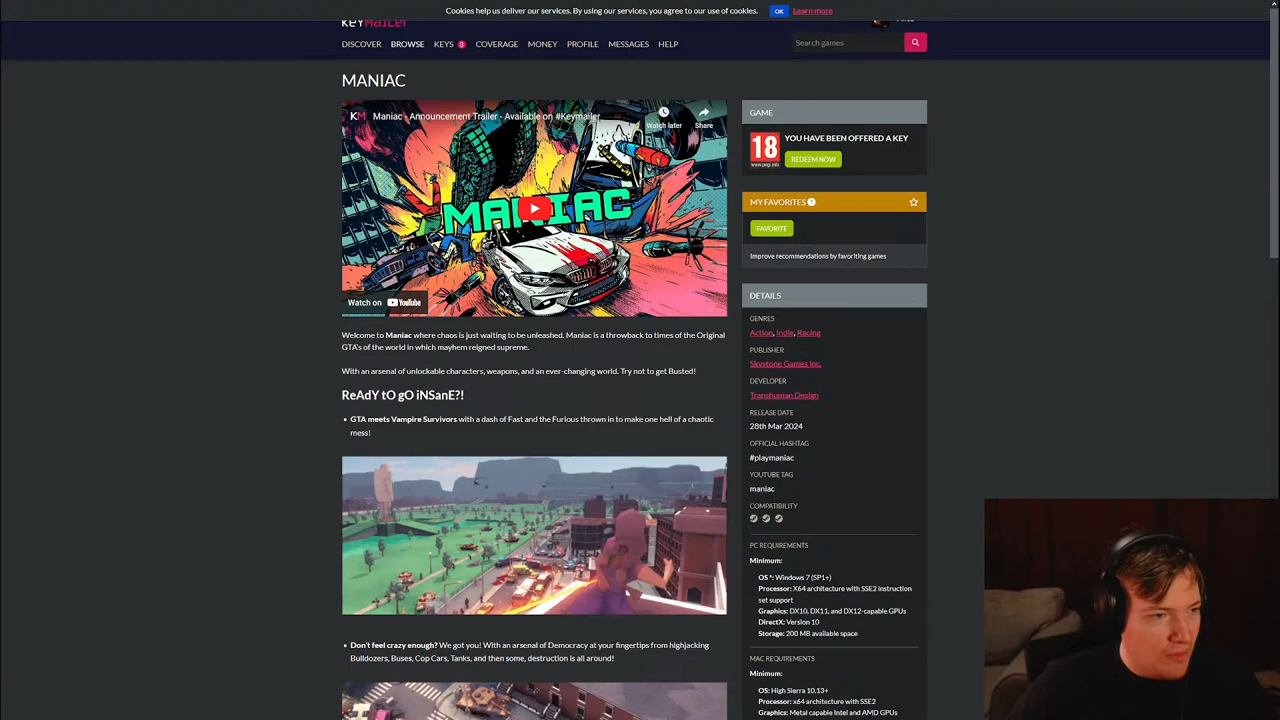 Cookies help us deliver our services. By using our services, you agree to our use of cookies. OK Learn more
KEYMAILER
DISCOVER BROWSE KEYS 3 COVERAGE MONEY PROFILE MESSAGES HELP
Search games
MANIAC
KM Maniac - Announcement Trailer - Available on #Keymailer
Watch later
Share
MANIAC
Watch on YouTube
Welcome to Maniac where chaos is just waiting to be unleashed. Maniac is a throwback to times of the Original
GTA's of the world in which mayhem reigned supreme.
With an arsenal of unlockable characters, weapons, and an ever-changing world. Try not to get Busted!
ReAdY tO gO iNSanE?!
• GTA meets Vampire Survivors with a dash of Fast and the Furious thrown in to make one hell of a chaotic
mess!
• Don't feel crazy enough? We got you! With an arsenal of Democracy at your fingertips from highjacking
Bulldozers, Buses, Cop Cars, Tanks, and then some, destruction is all around!
GAME
18
www.pegi.info
YOU HAVE BEEN OFFERED A KEY
REDEEM NOW
MY FAVORITES ?
FAVORITE
Improve recommendations by favoriting games
DETAILS
GENRES
Action, Indie, Racing
PUBLISHER
Skystone Games Inc.
DEVELOPER
Transhuman Design
RELEASE DATE
28th Mar 2024
OFFICIAL HASHTAG
#playmaniac
YOUTUBE TAG
maniac
COMPATIBILITY
PC REQUIREMENTS
Minimum:
OS *: Windows 7 (SP1+)
Processor: X64 architecture with SSE2 instruction
set support
Graphics: DX10, DX11, and DX12-capable GPUs
DirectX: Version 10
Storage: 200 MB available space
MAC REQUIREMENTS
Minimum:
OS: High Sierra 10.13+
Processor: x64 architecture with SSE2
Graphics: Metal capable Intel and AMD GPUs